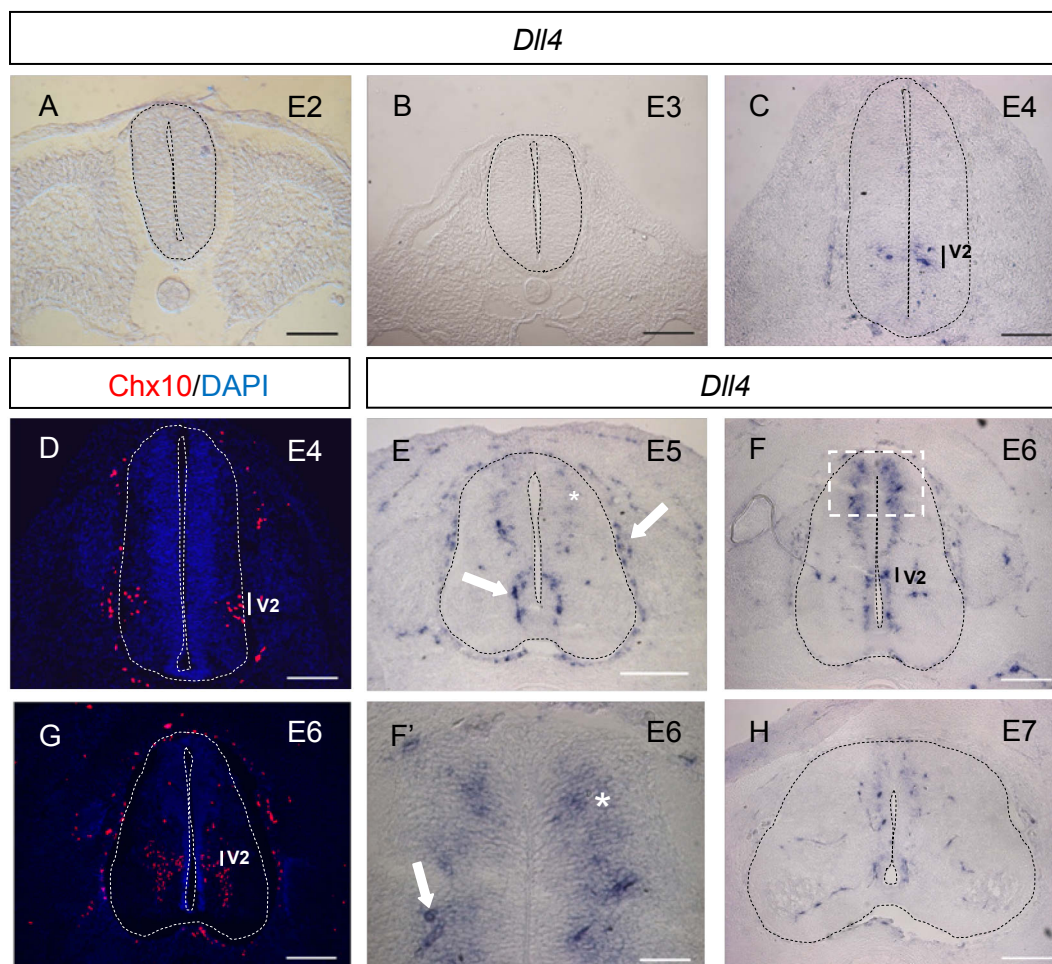 Dll4
A E2
B E3
C E4
V2
Chx10/DAPI
Dll4
D E4
V2
E E5
*
F E6
V2
G E6
V2
F' E6
*
H E7